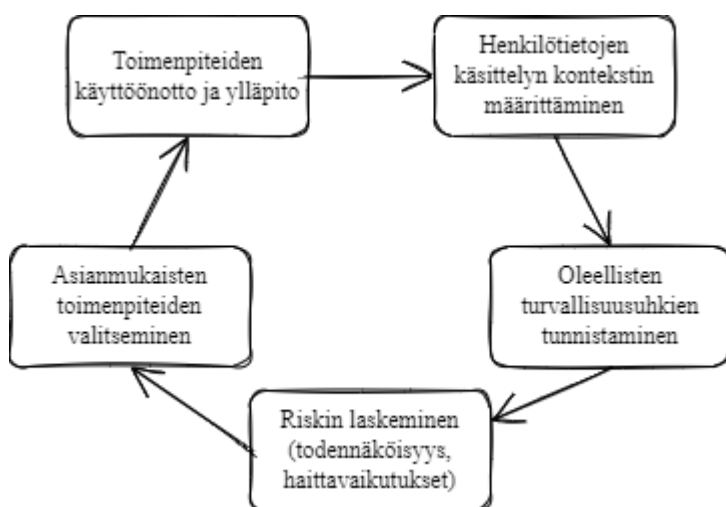 Toimenpiteiden
käyttöönotto ja ylläpito
Henkilötietojen
käsittelyn kontekstin
määrittäminen
Asianmukaisten
toimenpiteiden
valitseminen
Oleellisten
turvallisuusuhkien
tunnistaminen
Riskin laskeminen
(todennäköisyys,
haittavaikutukset)